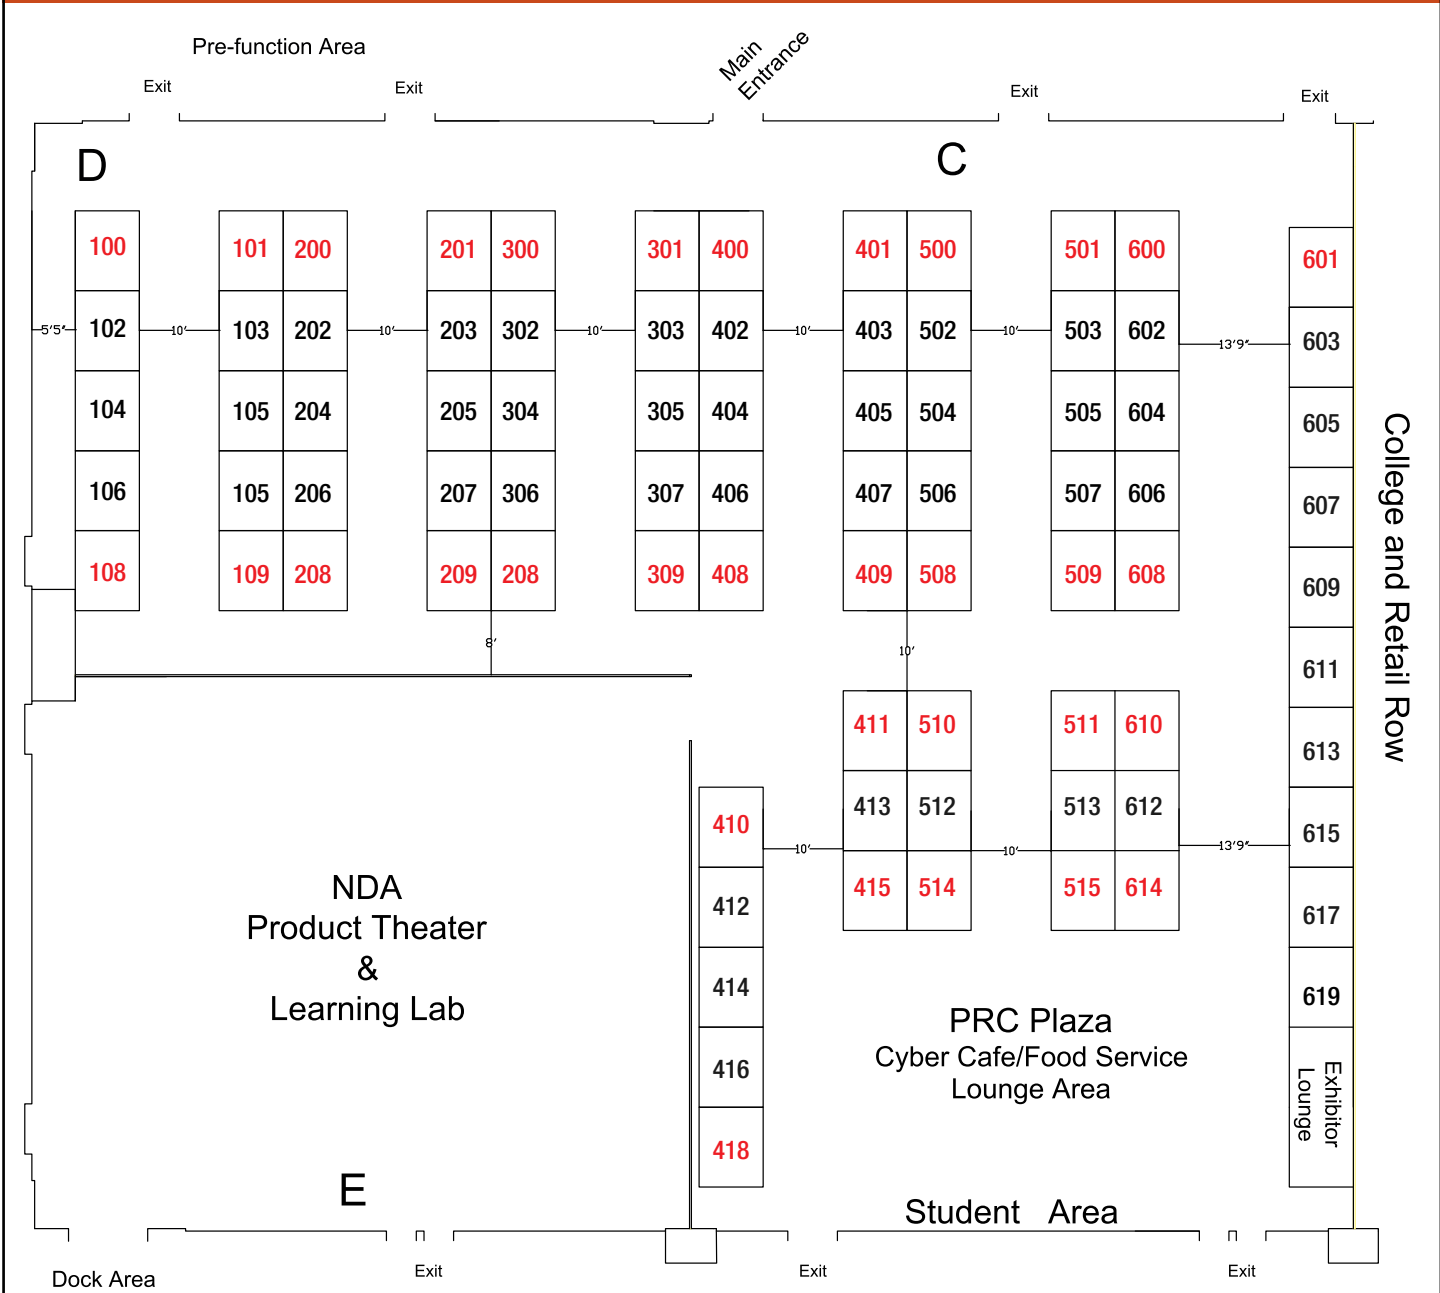 Pre-function Area
Main
Entrance
Exit
Exit
Exit
Exit
D
C
100
101 200
201 300
301 400
401 500
501 600
601
5'5"
102
10'
103 202
10'
203 302
10'
303 402
10'
403 502
10'
503 602
13'9"
603
104
105 204
205 304
305 404
405 504
505 604
605
106
105 206
207 306
307 406
407 506
507 606
607
108
109 208
209 208
309 408
409 508
509 608
609
8'
10'
611
411 510
511 610
613
410
413 512
513 612
615
10'
10'
13'9"
412
415 514
515 614
617
414
619
416
418
College and Retail Row
NDA
Product Theater
&
Learning Lab
PRC Plaza
Cyber Cafe/Food Service
Lounge Area
Exhibitor
Lounge
E
Student Area
Dock Area
Exit
Exit
Exit